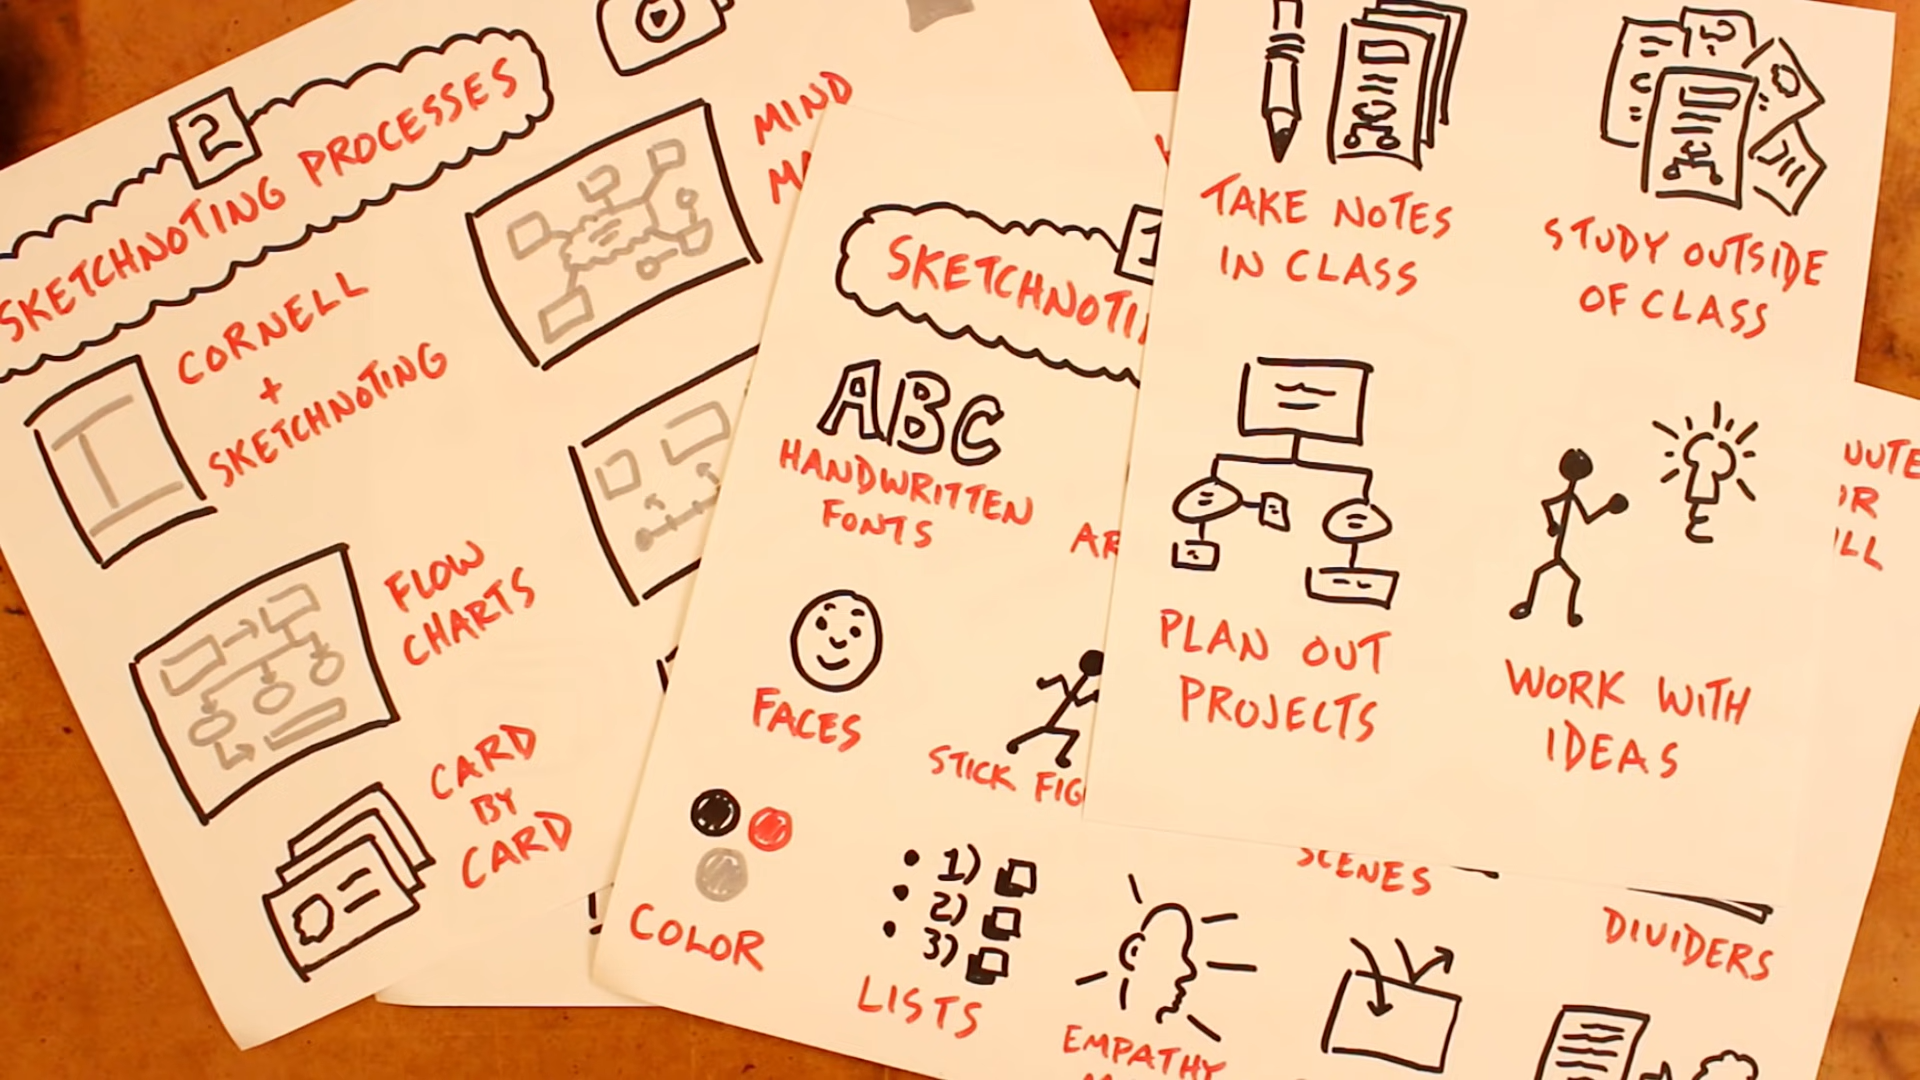 2
SKETCHNOTING PROCESSES
MIND
CORNELL
+
SKETCHNOTING
FLOW
CHARTS
CARD
BY
CARD
1
ABC
HANDWRITTEN
FONTS
FACES
STICK
COLOR
1)
2)
3)
LISTS
EMPATHY
SCENES
DIVIDERS
TAKE NOTES
IN CLASS
STUDY OUTSIDE
OF CLASS
PLAN OUT
PROJECTS
WORK WITH
IDEAS